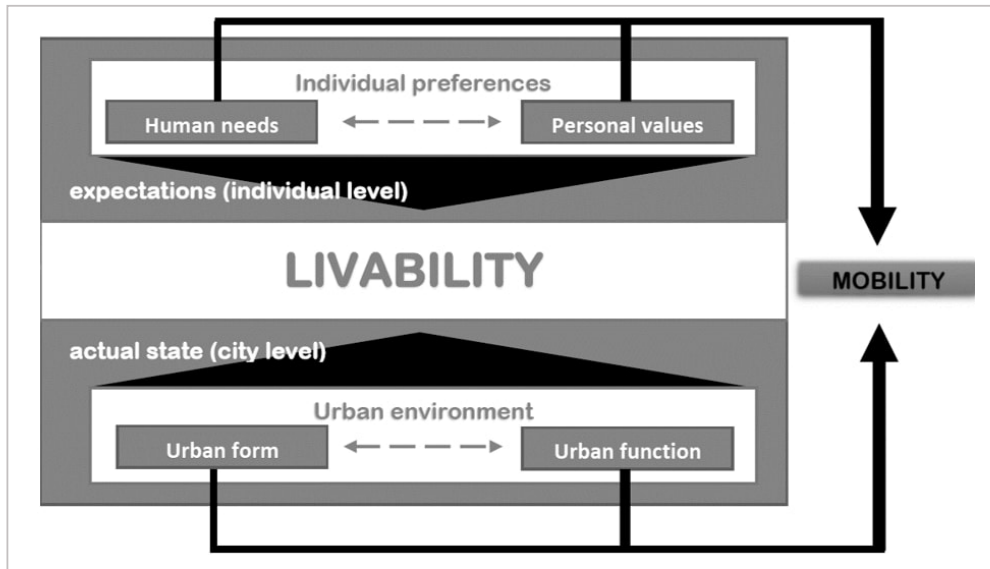 Individual preferences
Human needs
Personal values
expectations (individual level)
LIVABILITY
MOBILITY
actual state (city level)
Urban environment
Urban form
Urban function